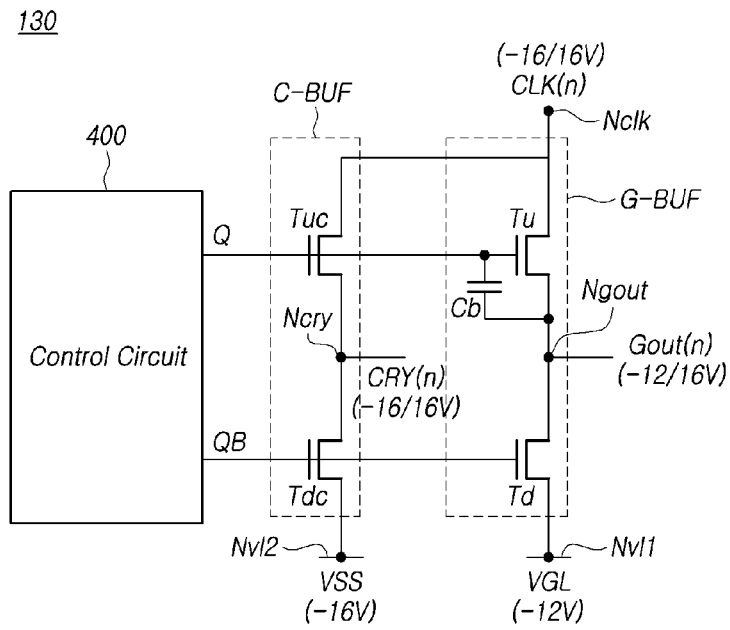 130
(-16/16V)
CLK(n)
C-BUF
Nclk
400
G-BUF
Tuc
Tu
Q
Ngout
Cb
Ncry
Control Circuit
Gout(n)
(-12/16V)
CRY(n)
(-16/16V)
QB
Tdc
Td
Nvl2
Nvl1
VSS
(-16V)
VGL
(-12V)